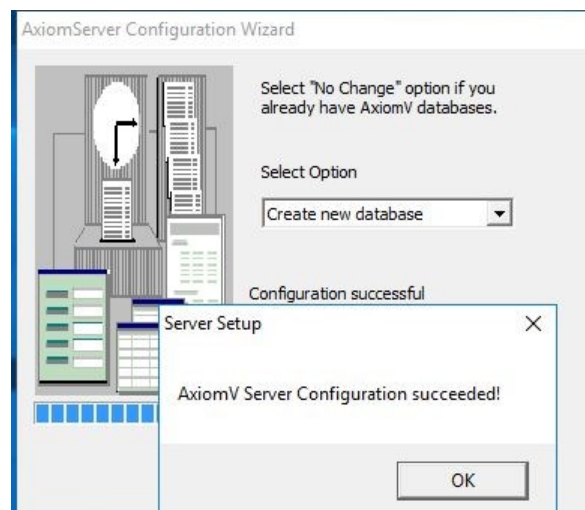 AxiomServer Configuration Wizard
Select "No Change" option if you
already have AxiomV databases.
Select Option
Create new database
Configuration successful
Server Setup
AxiomV Server Configuration succeeded!
OK